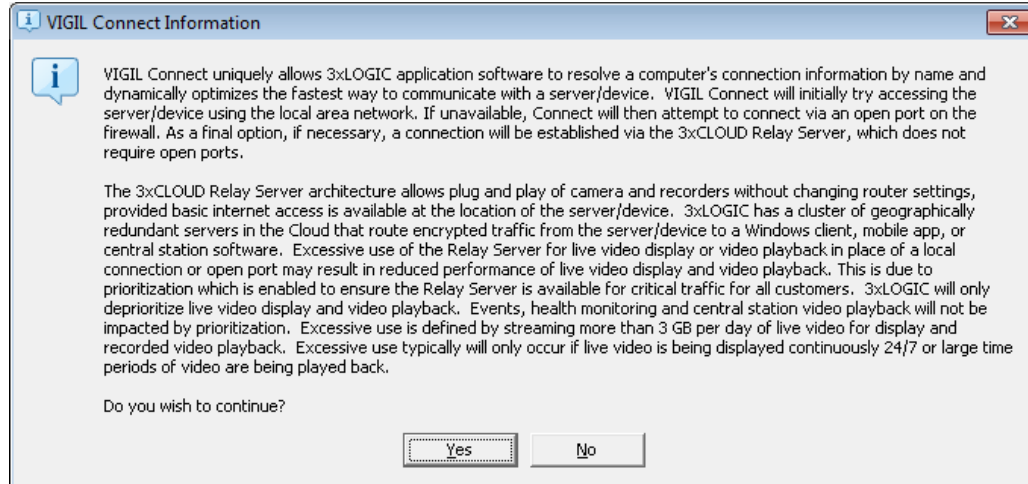 VIGIL Connect Information
VIGIL Connect uniquely allows 3xLOGIC application software to resolve a computer's connection information by name and
dynamically optimizes the fastest way to communicate with a server/device.  VIGIL Connect will initially try accessing the
server/device using the local area network. If unavailable, Connect will then attempt to connect via an open port on the
firewall. As a final option, if necessary, a connection will be established via the 3xCLOUD Relay Server, which does not
require open ports.
The 3xCLOUD Relay Server architecture allows plug and play of camera and recorders without changing router settings,
provided basic internet access is available at the location of the server/device.  3xLOGIC has a cluster of geographically
redundant servers in the Cloud that route encrypted traffic from the server/device to a Windows client, mobile app, or
central station software.  Excessive use of the Relay Server for live video display or video playback in place of a local
connection or open port may result in reduced performance of live video display and video playback. This is due to
prioritization which is enabled to ensure the Relay Server is available for critical traffic for all customers.  3xLOGIC will only
deprioritize live video display and video playback.  Events, health monitoring and central station video playback will not be
impacted by prioritization.  Excessive use is defined by streaming more than 3 GB per day of live video for display and
recorded video playback.  Excessive use typically will only occur if live video is being displayed continuously 24/7 or large time
periods of video are being played back.
Do you wish to continue?
Yes
No